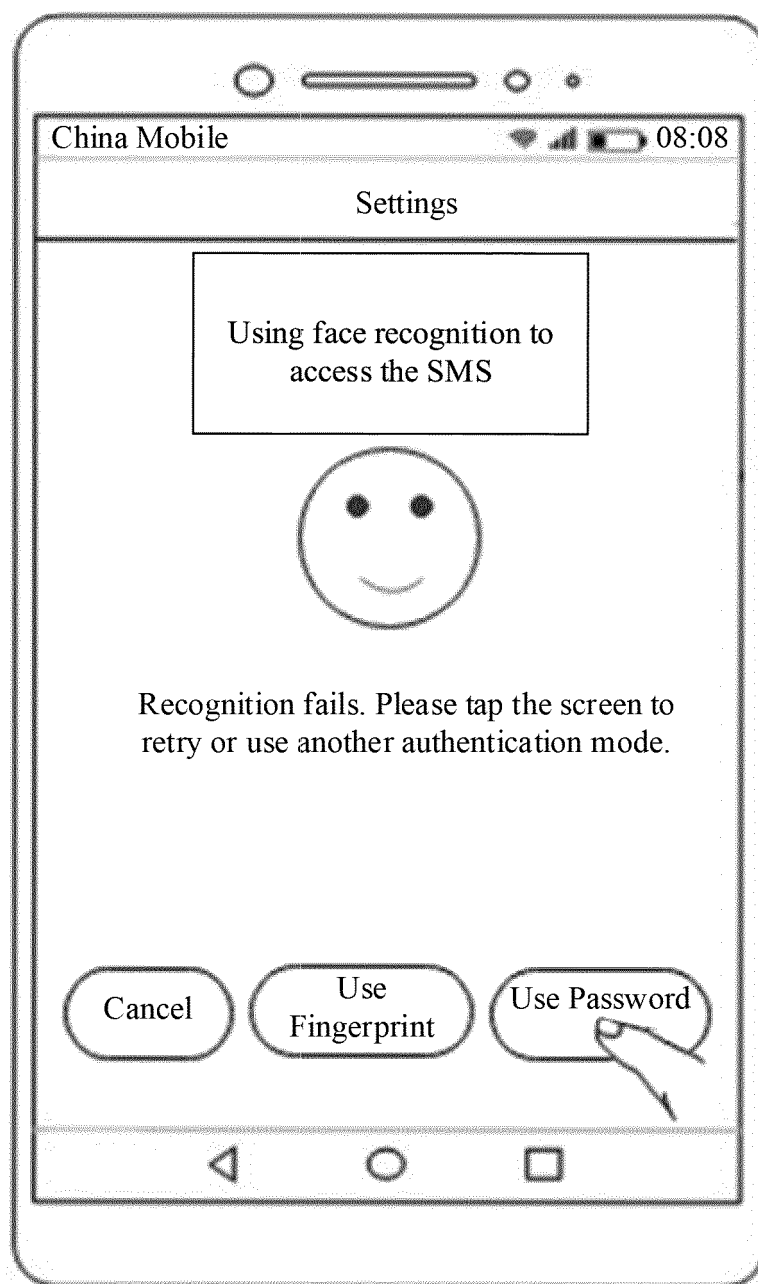 China Mobile 08:08
Settings
Using face recognition to
access the SMS
Recognition fails. Please tap the screen to
retry or use another authentication mode.
Cancel
Use
Fingerprint
Use Password